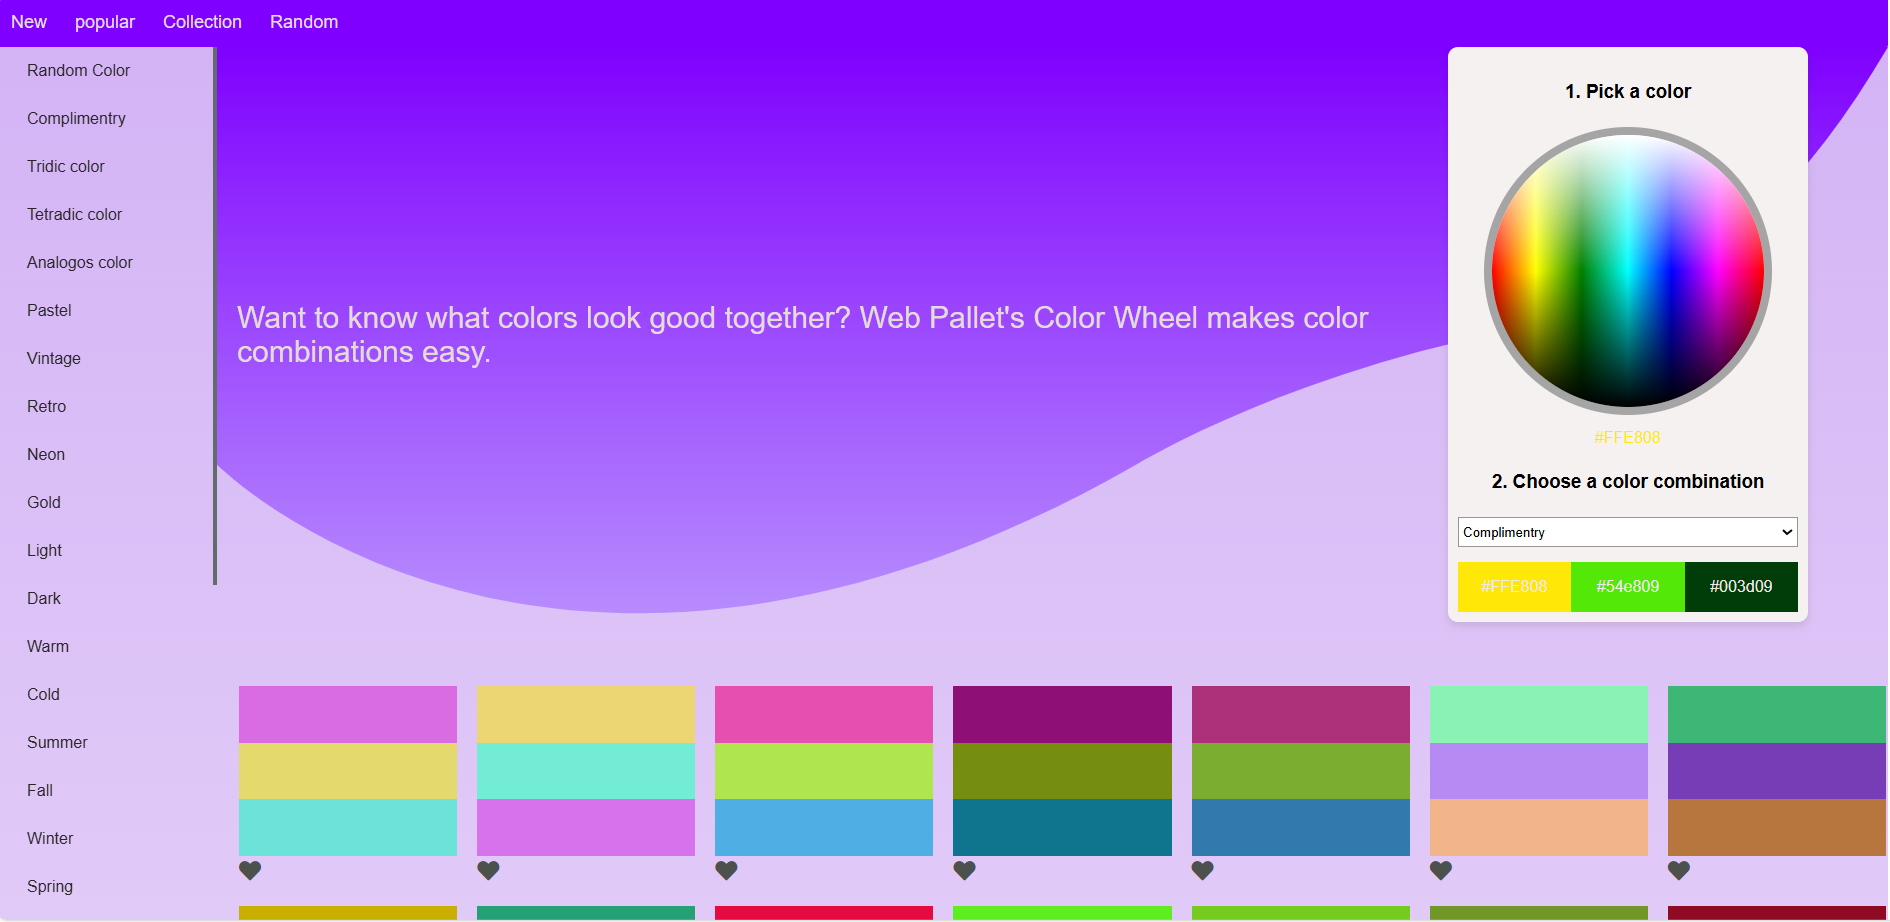 New popular Collection Random
Random Color
Complimentry
Tridic color
Tetradic color
Analogos color
Pastel
Vintage
Retro
Neon
Gold
Light
Dark
Warm
Cold
Summer
Fall
Winter
Spring
Want to know what colors look good together? Web Pallet's Color Wheel makes color
combinations easy.
1. Pick a color
#FFE808
2. Choose a color combination
Complimentry
#FFE808 #54e809 #003d09